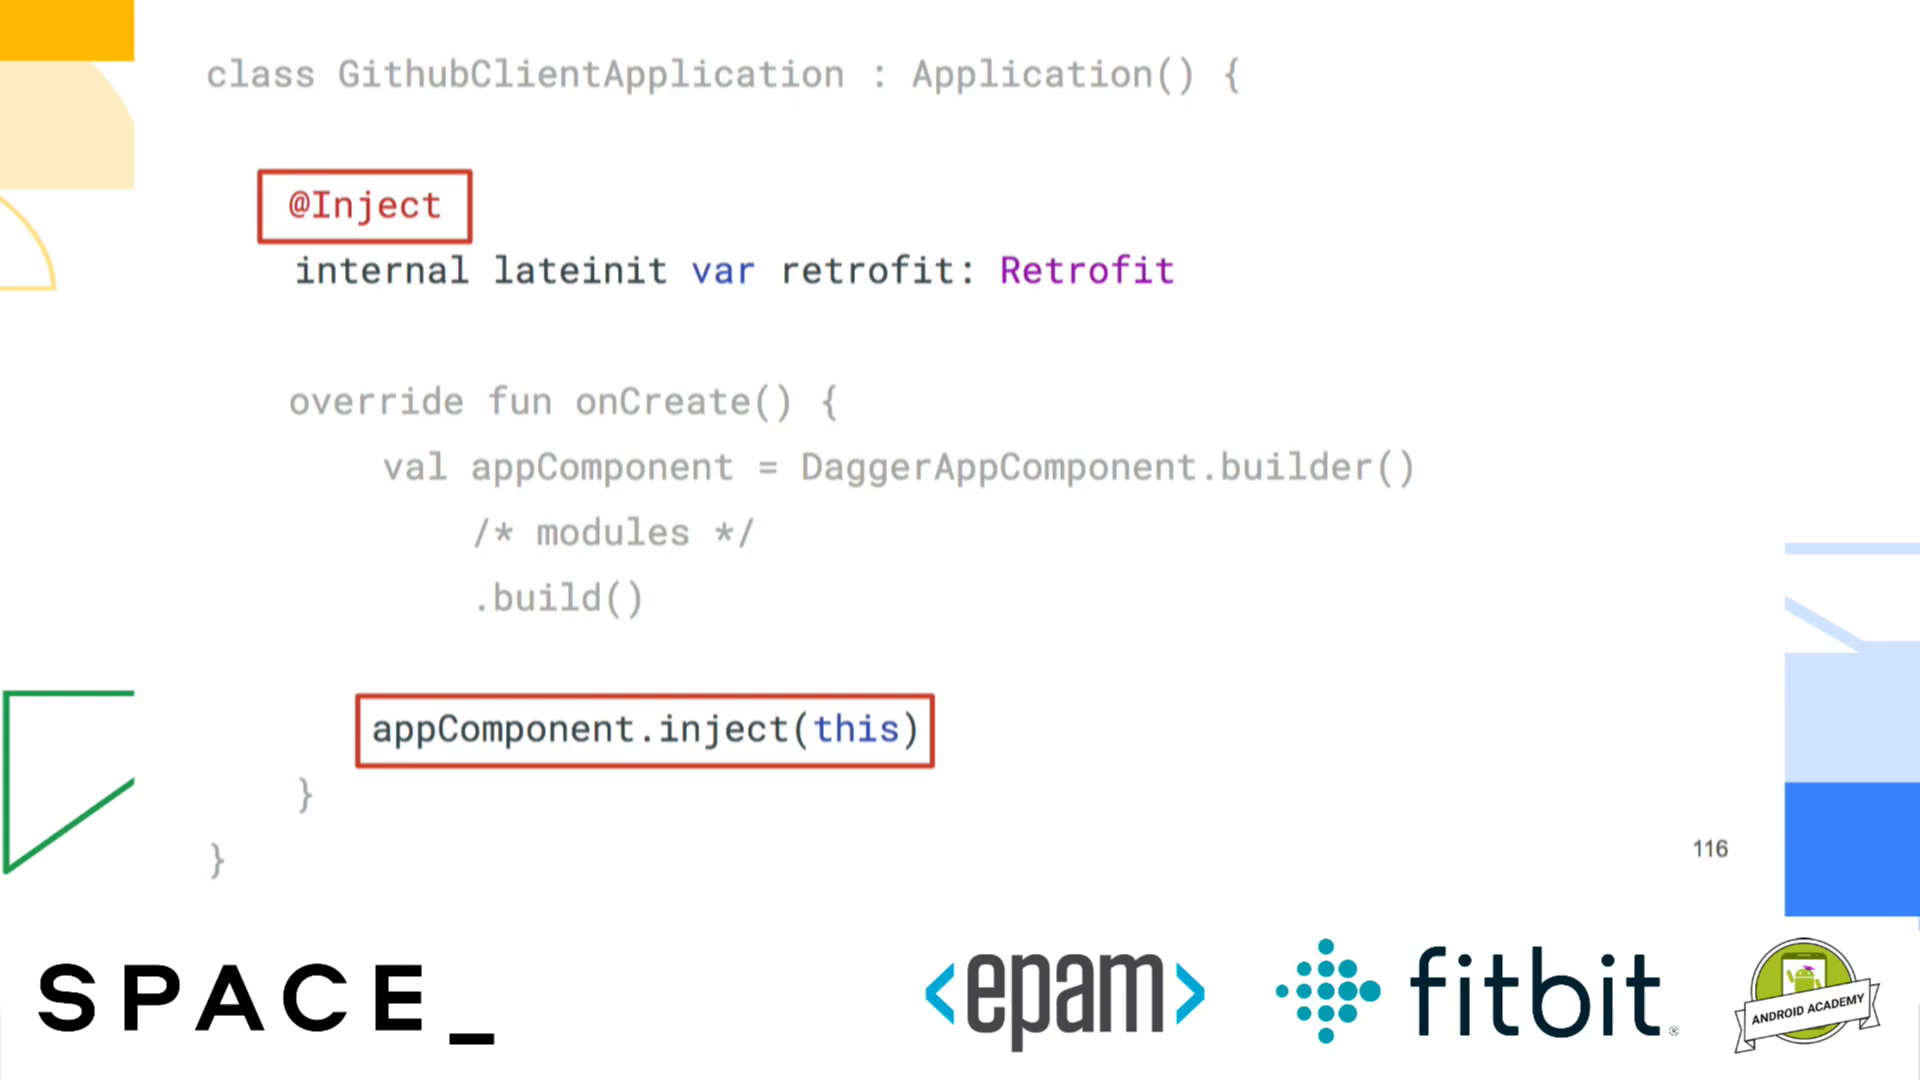 class GithubClientApplication : Application() {
@Inject
internal lateinit var retrofit: Retrofit
override fun onCreate() {
val appComponent = DaggerAppComponent.builder()
/* modules */
.build()
appComponent.inject(this)
}
}
116
SPACE_
<epam>
fitbit®
ANDROID ACADEMY